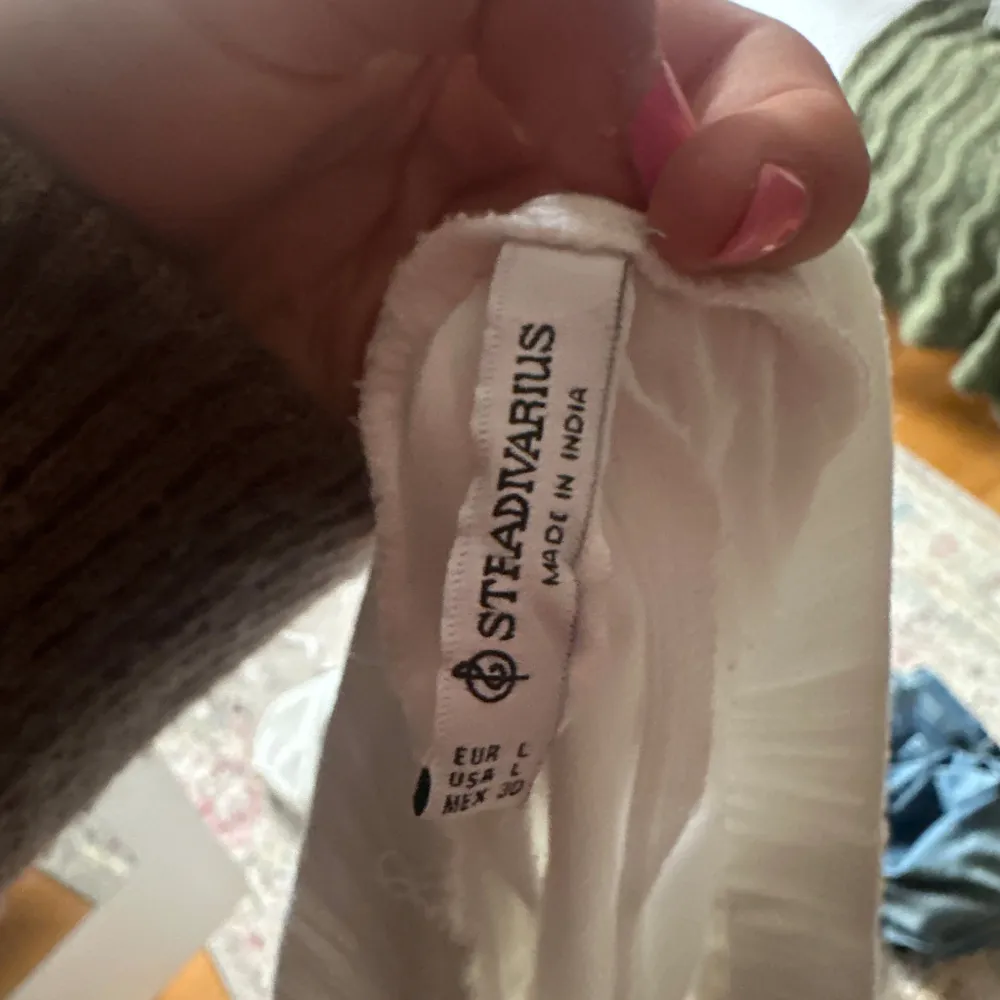 STRADIVARIUS
MADE IN INDIA
EUR L
USA L
MEX 30